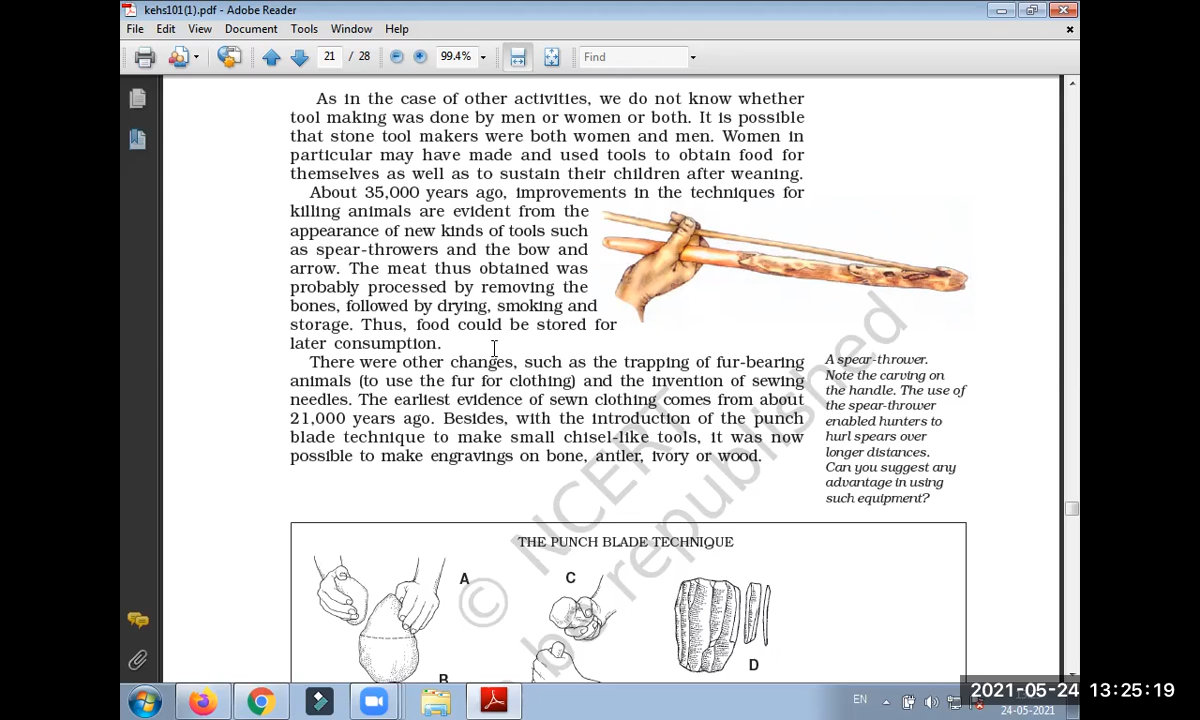 kehs101(1).pdf - Adobe Reader
File Edit View Document Tools Window Help
21 / 28 99.4% Find
As in the case of other activities, we do not know whether
tool making was done by men or women or both. It is possible
that stone tool makers were both women and men. Women in
particular may have made and used tools to obtain food for
themselves as well as to sustain their children after weaning.
About 35,000 years ago, improvements in the techniques for
killing animals are evident from the
appearance of new kinds of tools such
as spear-throwers and the bow and
arrow. The meat thus obtained was
probably processed by removing the
bones, followed by drying, smoking and
storage. Thus, food could be stored for
later consumption.
There were other changes, such as the trapping of fur-bearing
animals (to use the fur for clothing) and the invention of sewing
needles. The earliest evidence of sewn clothing comes from about
21,000 years ago. Besides, with the introduction of the punch
blade technique to make small chisel-like tools, it was now
possible to make engravings on bone, antler, ivory or wood.
A spear-thrower.
Note the carving on
the handle. The use of
the spear-thrower
enabled hunters to
hurl spears over
longer distances.
Can you suggest any
advantage in using
such equipment?
THE PUNCH BLADE TECHNIQUE
A
C
D
B
© NCERT
be republished
EN
2021-05-24 13:25:19
24-05-2021